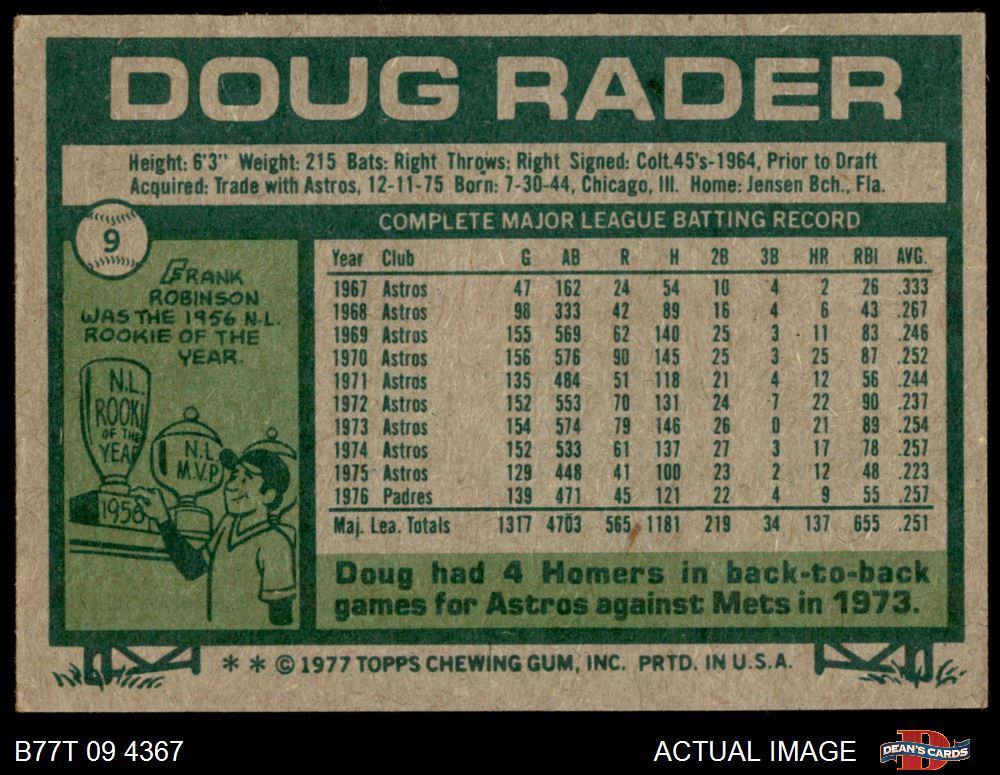 DOUG RADER
Height: 6'3" Weight: 215 Bats: Right Throws: Right Signed: Colt.45's-1964, Prior to Draft
Acquired: Trade with Astros, 12-11-75 Born: 7-30-44, Chicago, Ill. Home: Jensen Bch., Fla.
9
COMPLETE MAJOR LEAGUE BATTING RECORD
FRANK
ROBINSON
WAS THE 1956 N.L.
ROOKIE OF THE
YEAR.
N.L.
ROOKI
OF THE
YEAR
1956
N.L.
M.V.P
Year Club G AB R H 2B 3B HR RBI AVG.
1967 Astros 47 162 24 54 10 4 2 26 .333
1968 Astros 98 333 42 89 16 4 6 43 .267
1969 Astros 155 569 62 140 25 3 11 83 .246
1970 Astros 156 576 90 145 25 3 25 87 .252
1971 Astros 135 484 51 118 21 4 12 56 .244
1972 Astros 152 553 70 131 24 7 22 90 .237
1973 Astros 154 574 79 146 26 0 21 89 .254
1974 Astros 152 533 61 137 27 3 17 78 .257
1975 Astros 129 448 41 100 23 2 12 48 .223
1976 Padres 139 471 45 121 22 4 9 55 .257
Maj. Lea. Totals 1317 4703 565 1181 219 34 137 655 .251
Doug had 4 Homers in back-to-back
games for Astros against Mets in 1973.
* * © 1977 TOPPS CHEWING GUM, INC. PRTD. IN U.S.A.
B77T 09 4367 ACTUAL IMAGE
D
DEAN'S CARDS